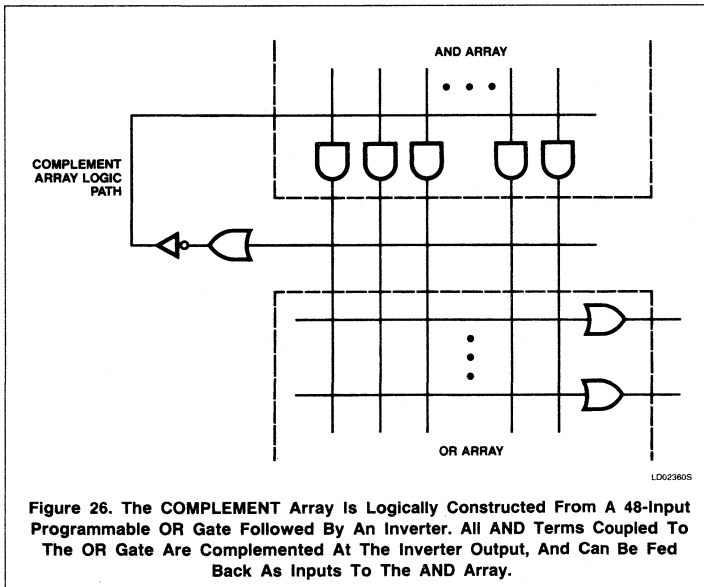 AND ARRAY
COMPLEMENT
ARRAY LOGIC
PATH
OR ARRAY
LD02360S
Figure 26. The COMPLEMENT Array Is Logically Constructed From A 48-Input
Programmable OR Gate Followed By An Inverter. All AND Terms Coupled To
The OR Gate Are Complemented At The Inverter Output, And Can Be Fed
Back As Inputs To The AND Array.